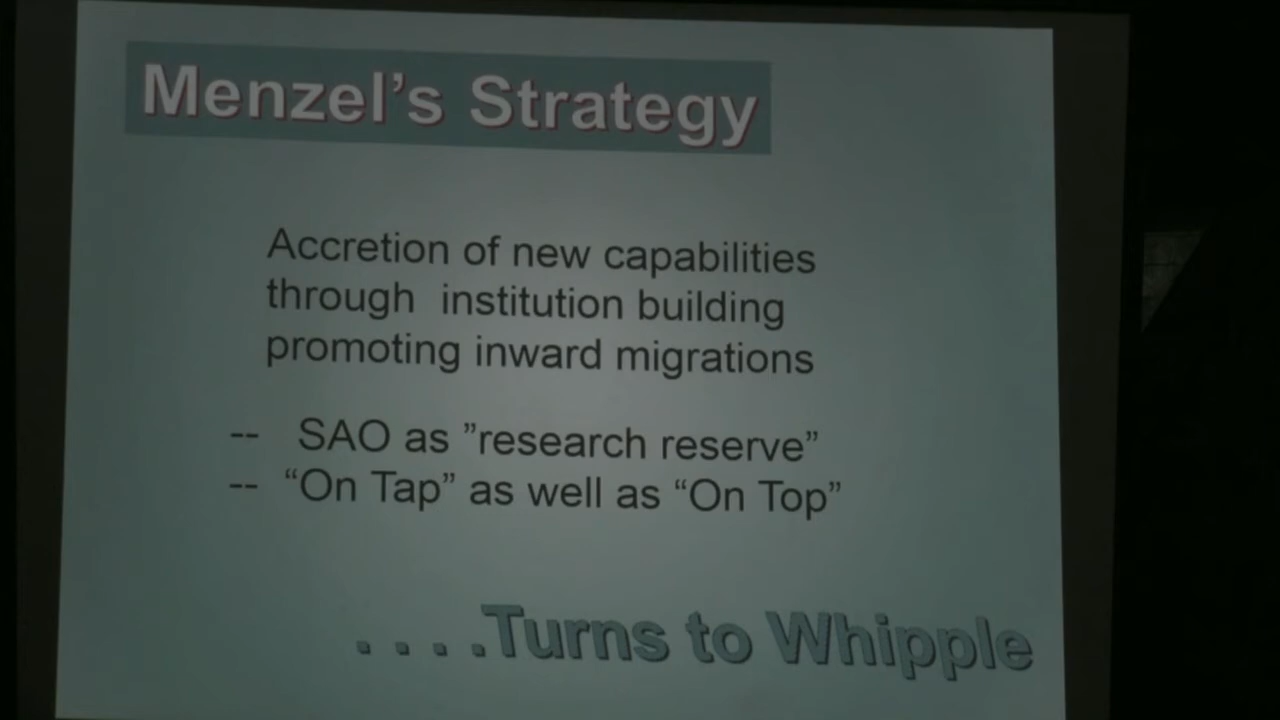 Menzel's Strategy
Accretion of new capabilities
through institution building
promoting inward migrations
-- SAO as ”research reserve”
-- “On Tap” as well as “On Top”
. . . .Turns to Whipple